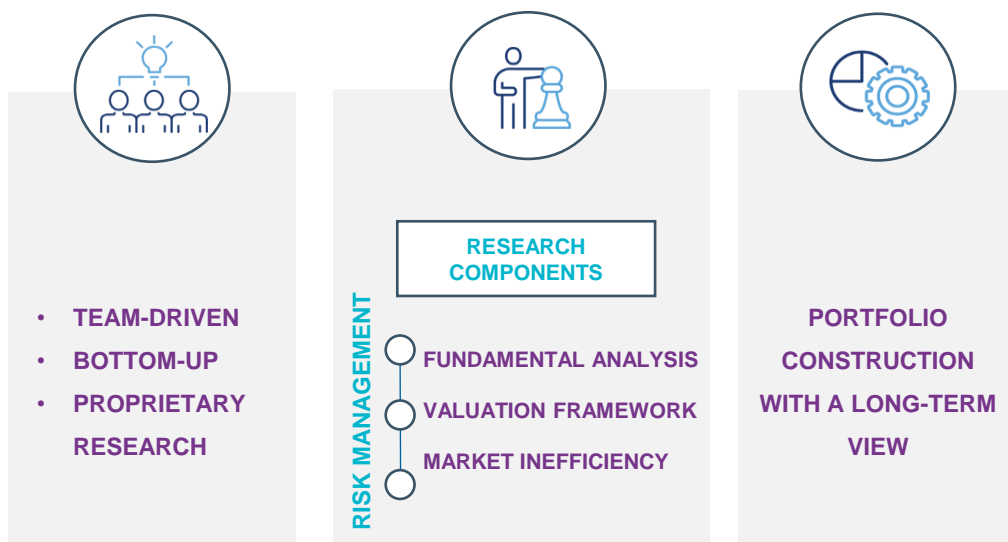 • TEAM-DRIVEN
• BOTTOM-UP
• PROPRIETARY
RESEARCH
RESEARCH
COMPONENTS
RISK MANAGEMENT
FUNDAMENTAL ANALYSIS
VALUATION FRAMEWORK
MARKET INEFFICIENCY
PORTFOLIO
CONSTRUCTION
WITH A LONG-TERM
VIEW